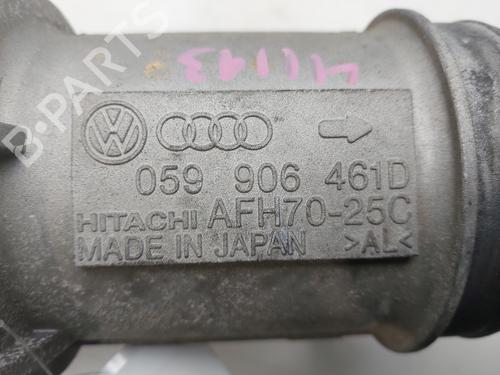 059 906 461D
HITACHI AFH70-25C
MADE IN JAPAN >AL<
B-PARTS